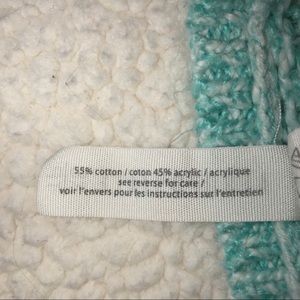 55% cotton / coton 45% acrylic / acrylique
see reverse for care /
voir l'envers pour les instructions sur l'entretien
A